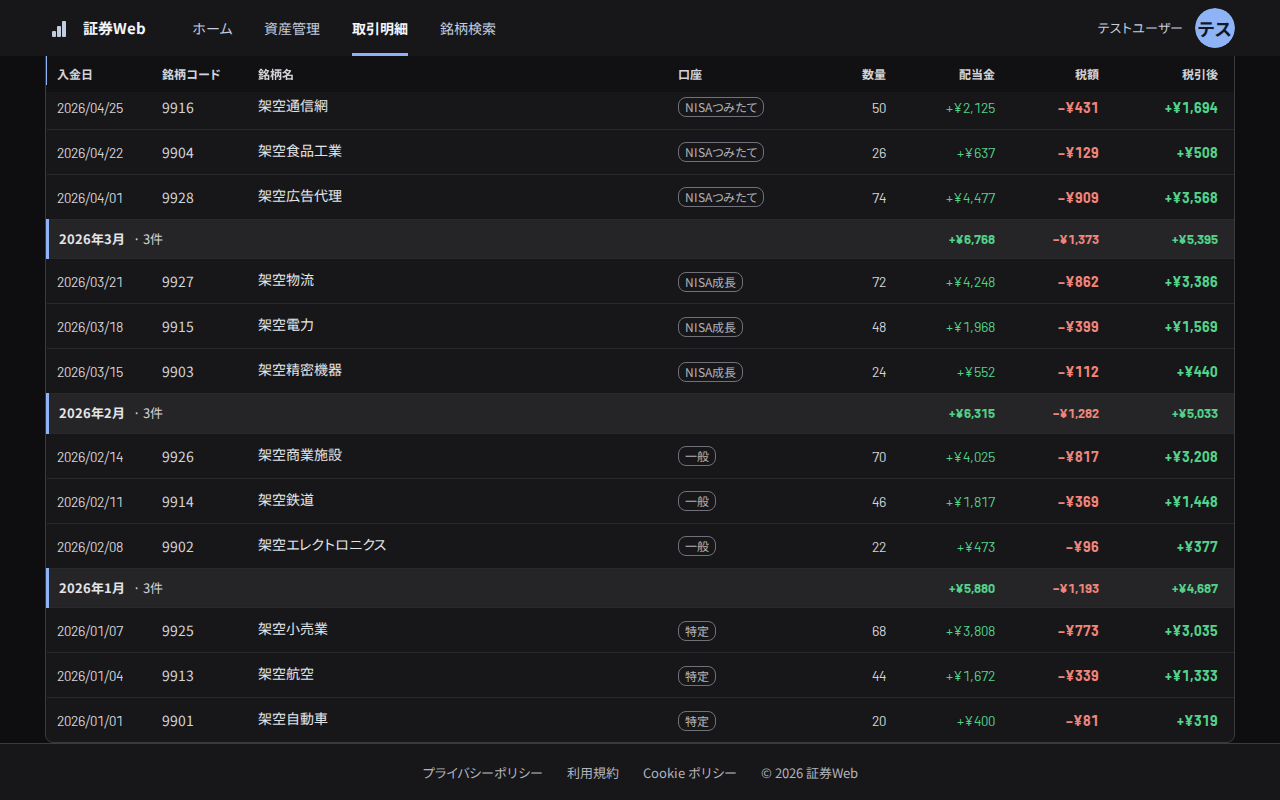 証券Web ホーム 資産管理 取引明細 銘柄検索 テストユーザー テス
入金日 銘柄コード 銘柄名 口座 数量 配当金 税額 税引後
2026/04/25 9916 架空通信網 NISAつみたて 50 +¥2,125 −¥431 +¥1,694
2026/04/22 9904 架空食品工業 NISAつみたて 26 +¥637 −¥129 +¥508
2026/04/01 9928 架空広告代理 NISAつみたて 74 +¥4,477 −¥909 +¥3,568
2026年3月 · 3件 +¥6,768 −¥1,373 +¥5,395
2026/03/21 9927 架空物流 NISA成長 72 +¥4,248 −¥862 +¥3,386
2026/03/18 9915 架空電力 NISA成長 48 +¥1,968 −¥399 +¥1,569
2026/03/15 9903 架空精密機器 NISA成長 24 +¥552 −¥112 +¥440
2026年2月 · 3件 +¥6,315 −¥1,282 +¥5,033
2026/02/14 9926 架空商業施設 一般 70 +¥4,025 −¥817 +¥3,208
2026/02/11 9914 架空鉄道 一般 46 +¥1,817 −¥369 +¥1,448
2026/02/08 9902 架空エレクトロニクス 一般 22 +¥473 −¥96 +¥377
2026年1月 · 3件 +¥5,880 −¥1,193 +¥4,687
2026/01/07 9925 架空小売業 特定 68 +¥3,808 −¥773 +¥3,035
2026/01/04 9913 架空航空 特定 44 +¥1,672 −¥339 +¥1,333
2026/01/01 9901 架空自動車 特定 20 +¥400 −¥81 +¥319
プライバシーポリシー 利用規約 Cookie ポリシー © 2026 証券Web